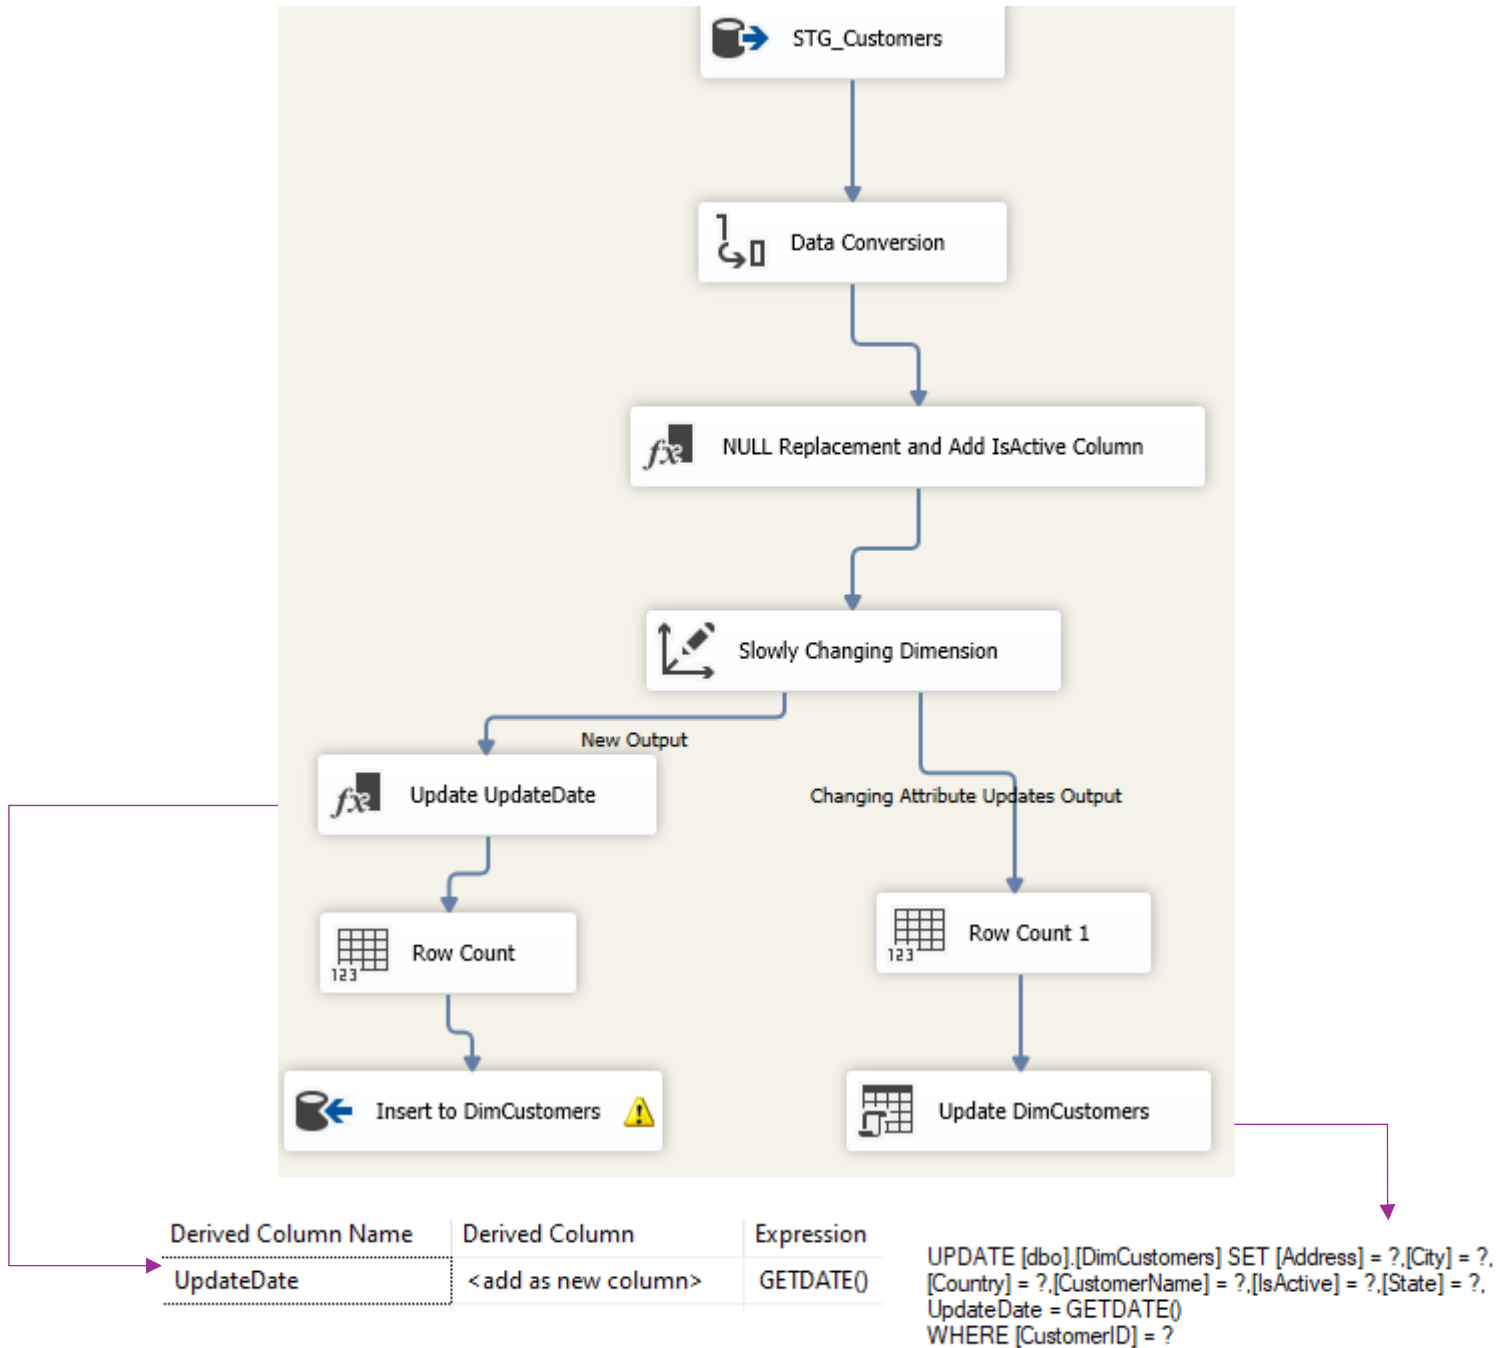 STG_Customers
Data Conversion
NULL Replacement and Add IsActive Column
Slowly Changing Dimension
New Output
Update UpdateDate
Changing Attribute Updates Output
Row Count
123
Row Count 1
123
Insert to DimCustomers
Update DimCustomers
Derived Column Name Derived Column Expression
UpdateDate <add as new column> GETDATE()
UPDATE [dbo].[DimCustomers] SET [Address] = ?,[City] = ?,
[Country] = ?,[CustomerName] = ?,[IsActive] = ?,[State] = ?,
UpdateDate = GETDATE()
WHERE [CustomerID] = ?